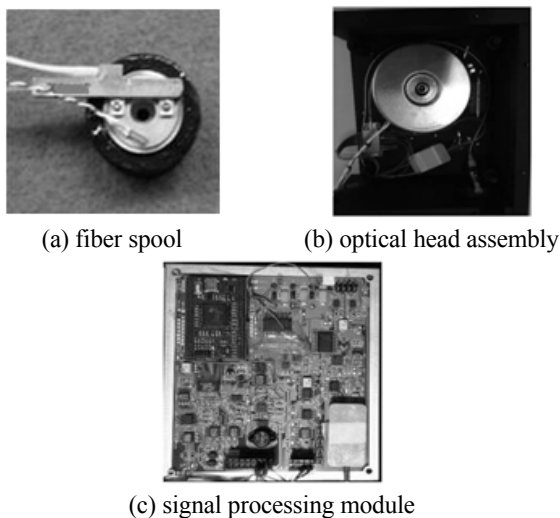 (a) fiber spool
(b) optical head assembly
(c) signal processing module